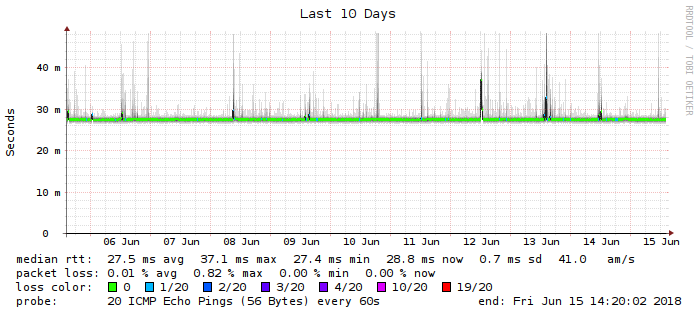 Last 10 Days
RRDTOOL / TOBI OETIKER
Seconds
40 m
30 m
20 m
10 m
0
06 Jun 07 Jun 08 Jun 09 Jun 10 Jun 11 Jun 12 Jun 13 Jun 14 Jun 15 Jun
median rtt: 27.5 ms avg 37.1 ms max 27.4 ms min 28.8 ms now 0.7 ms sd 41.0 am/s
packet loss: 0.01 % avg 0.82 % max 0.00 % min 0.00 % now
loss color: 0 1/20 2/20 3/20 4/20 10/20 19/20
probe: 20 ICMP Echo Pings (56 Bytes) every 60s end: Fri Jun 15 14:20:02 2018